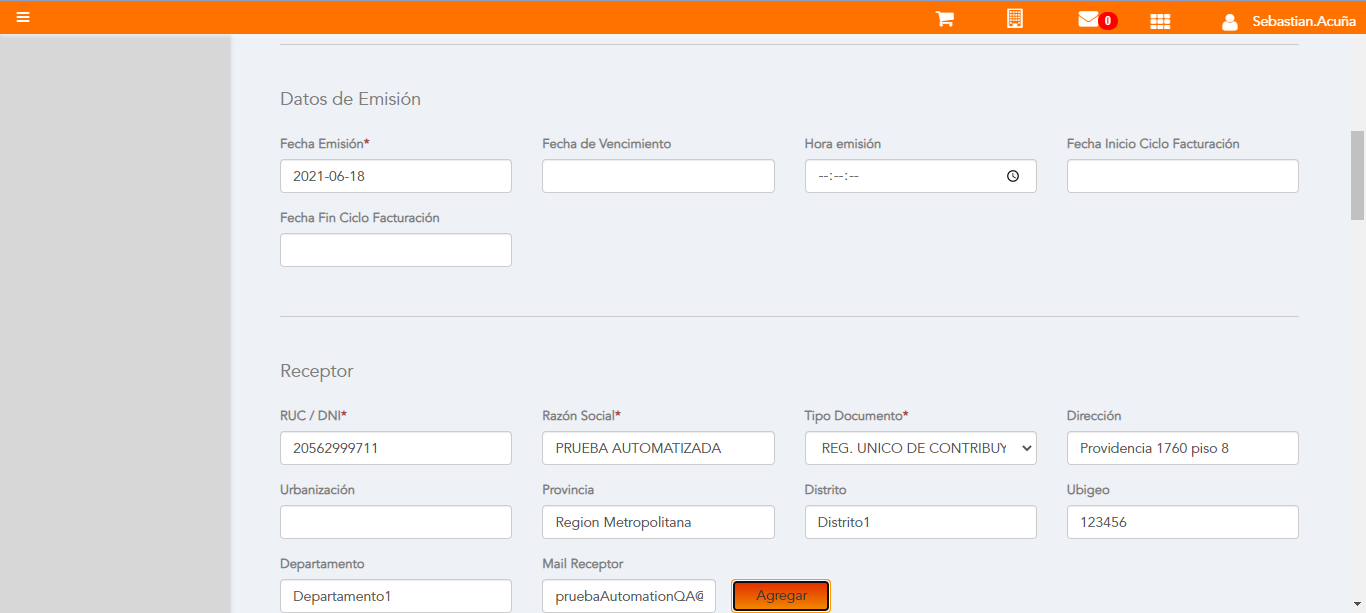 0
Sebastian.Acuña
Datos de Emisión
Fecha Emisión* Fecha de Vencimiento Hora emisión Fecha Inicio Ciclo Facturación
2021-06-18 --:--:--
Fecha Fin Ciclo Facturación
Receptor
RUC / DNI* Razón Social* Tipo Documento* Dirección
20562999711 PRUEBA AUTOMATIZADA REG. UNICO DE CONTRIBUY Providencia 1760 piso 8
Urbanización Provincia Distrito Ubigeo
Region Metropolitana Distrito1 123456
Departamento Mail Receptor
Departamento1 pruebaAutomationQA@ Agregar